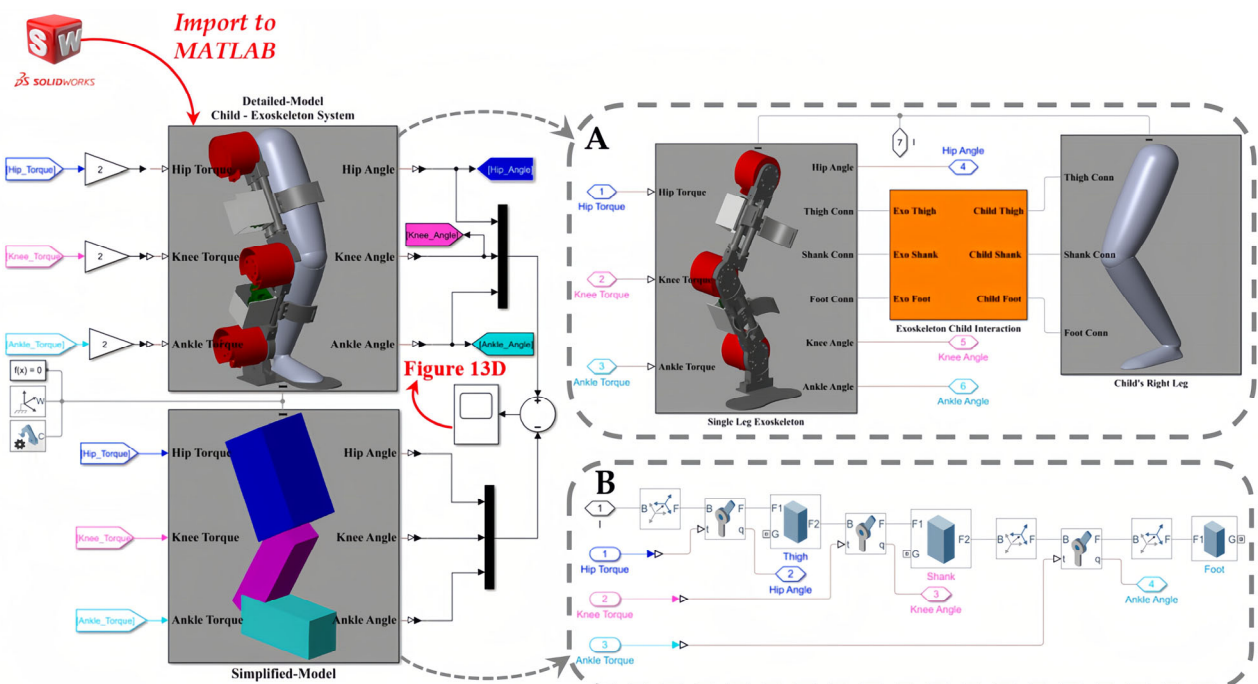 Import to
MATLAB
SW
SOLIDWORKS
Detailed-Model
Child - Exoskeleton System
[Hip_Torque]
2
Hip Torque
Hip Angle
[Hip_Angle]
[Knee_Torque]
2
Knee Torque
Knee Angle
[Knee_Angle]
[Ankle_Torque]
2
Ankle Torque
Ankle Angle
[Ankle_Angle]
f(x) = 0
W
C
Figure 13D
+
−
[Hip_Torque]
Hip Torque
Hip Angle
[Knee_Torque]
Knee Torque
Knee Angle
[Ankle_Torque]
Ankle Torque
Ankle Angle
Simplified-Model
A
7
I
1
Hip Torque
2
Knee Torque
3
Ankle Torque
Hip Torque
Knee Torque
Ankle Torque
Hip Angle
Thigh Conn
Shank Conn
Foot Conn
Knee Angle
Ankle Angle
Single Leg Exoskeleton
Hip Angle
4
Exo Thigh
Child Thigh
Exo Shank
Child Shank
Exo Foot
Child Foot
Exoskeleton Child Interaction
5
Knee Angle
6
Ankle Angle
Thigh Conn
Shank Conn
Foot Conn
Child's Right Leg
B
1
I
B F
B F
t q
F1 F2
G
Thigh
B F
t q
F1 F2
G
Shank
B F
B F
t q
B F
F1 G
Foot
1
Hip Torque
2
Hip Angle
2
Knee Torque
3
Knee Angle
3
Ankle Torque
4
Ankle Angle